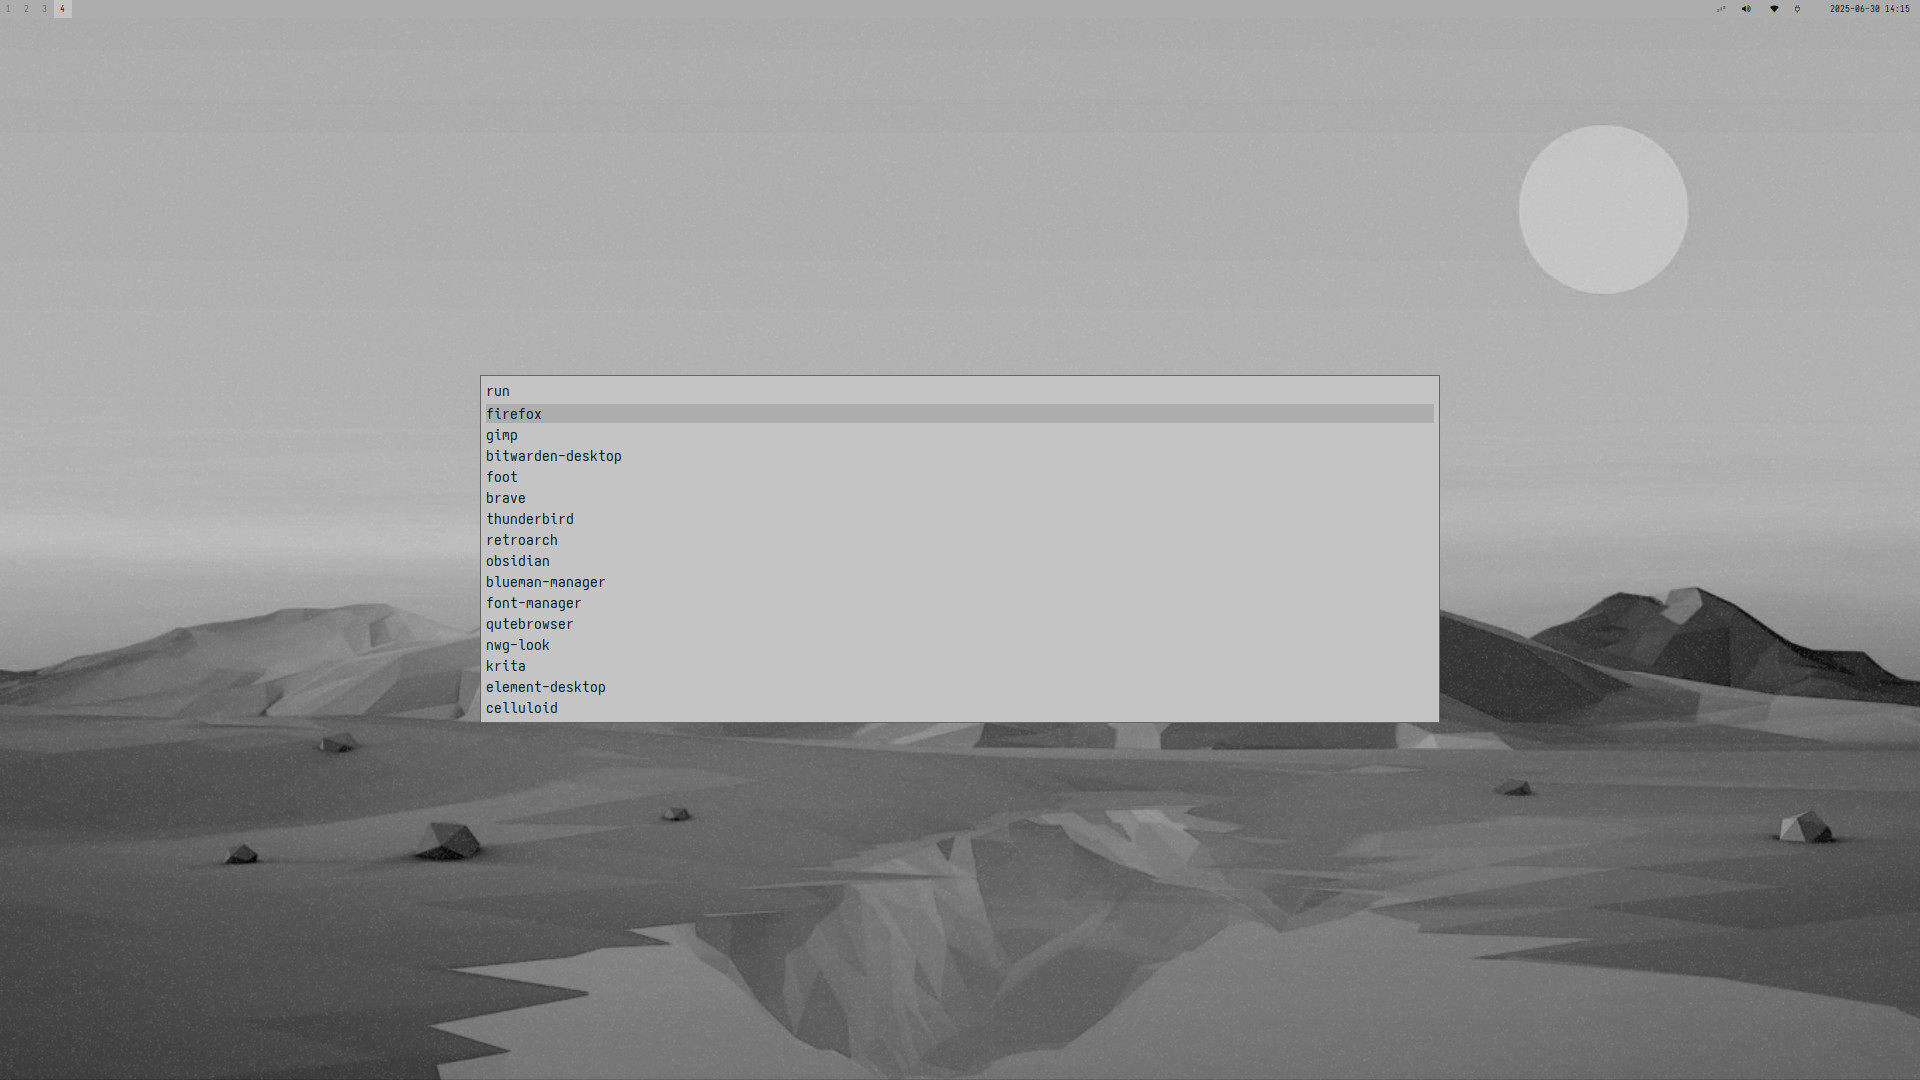 1 2 3 4 2025-06-30 14:15
run
firefox
gimp
bitwarden-desktop
foot
brave
thunderbird
retroarch
obsidian
blueman-manager
font-manager
qutebrowser
nwg-look
krita
element-desktop
celluloid